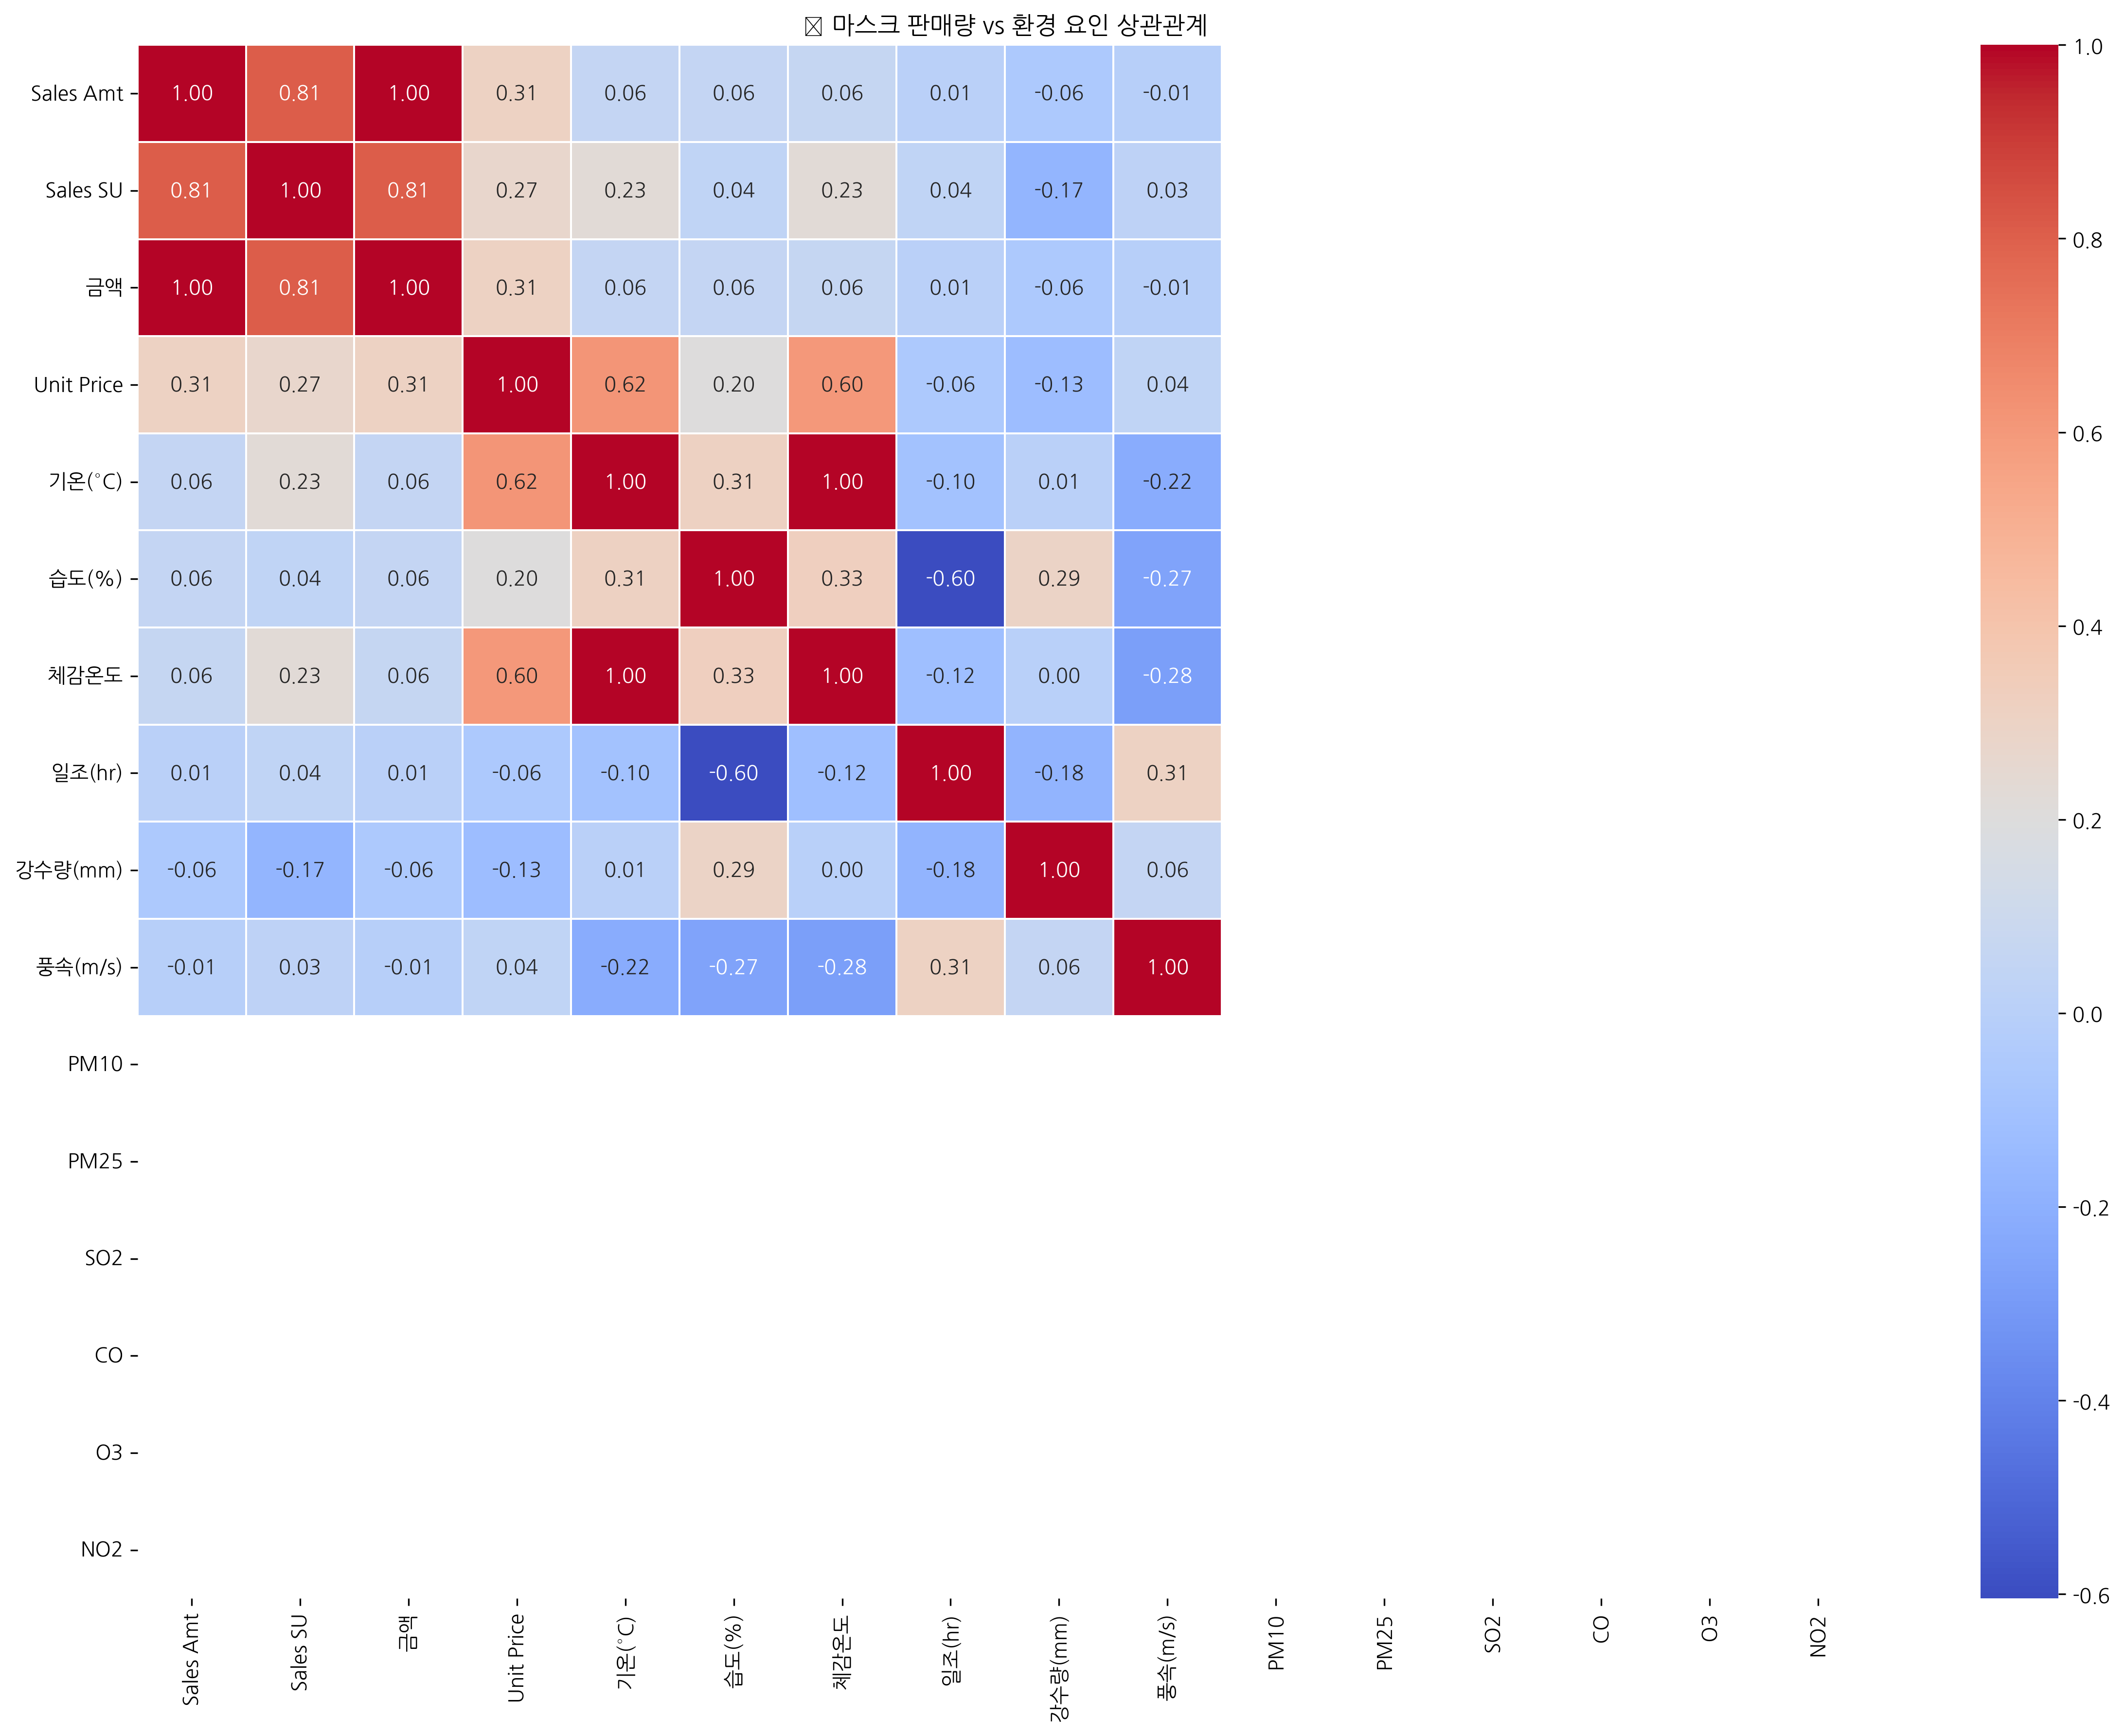 마스크 판매량 vs 환경 요인 상관관계
Sales Amt 1.00 0.81 1.00 0.31 0.06 0.06 0.06 0.01 -0.06 -0.01
Sales SU 0.81 1.00 0.81 0.27 0.23 0.04 0.23 0.04 -0.17 0.03
금액 1.00 0.81 1.00 0.31 0.06 0.06 0.06 0.01 -0.06 -0.01
Unit Price 0.31 0.27 0.31 1.00 0.62 0.20 0.60 -0.06 -0.13 0.04
기온(°C) 0.06 0.23 0.06 0.62 1.00 0.31 1.00 -0.10 0.01 -0.22
습도(%) 0.06 0.04 0.06 0.20 0.31 1.00 0.33 -0.60 0.29 -0.27
체감온도 0.06 0.23 0.06 0.60 1.00 0.33 1.00 -0.12 0.00 -0.28
일조(hr) 0.01 0.04 0.01 -0.06 -0.10 -0.60 -0.12 1.00 -0.18 0.31
강수량(mm) -0.06 -0.17 -0.06 -0.13 0.01 0.29 0.00 -0.18 1.00 0.06
풍속(m/s) -0.01 0.03 -0.01 0.04 -0.22 -0.27 -0.28 0.31 0.06 1.00
PM10
PM25
SO2
CO
O3
NO2
Sales Amt
Sales SU
금액
Unit Price
기온(°C)
습도(%)
체감온도
일조(hr)
강수량(mm)
풍속(m/s)
PM10
PM25
SO2
CO
O3
NO2
1.0
0.8
0.6
0.4
0.2
0.0
-0.2
-0.4
-0.6